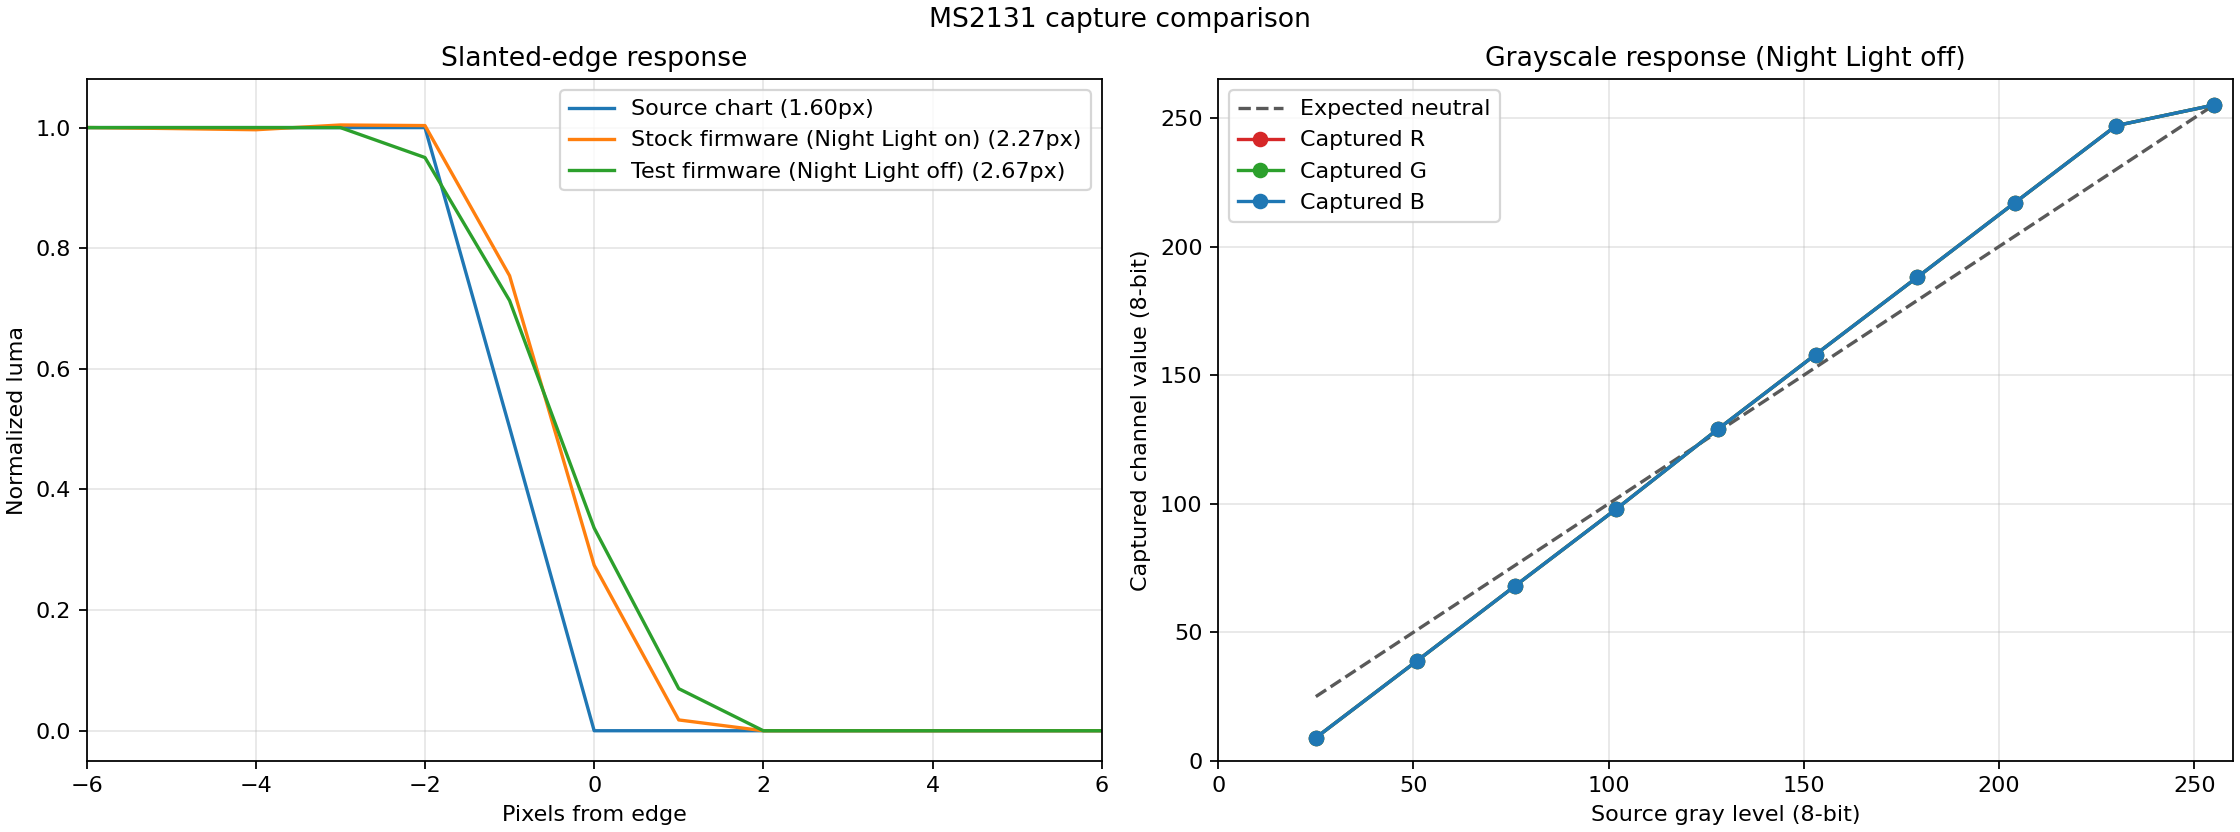 MS2131 capture comparison
Slanted-edge response
Source chart (1.60px)
Stock firmware (Night Light on) (2.27px)
Test firmware (Night Light off) (2.67px)
Normalized luma
1.0
0.8
0.6
0.4
0.2
0.0
−6
−4
−2
0
2
4
6
Pixels from edge
Grayscale response (Night Light off)
Expected neutral
Captured R
Captured G
Captured B
Captured channel value (8-bit)
250
200
150
100
50
0
0
50
100
150
200
250
Source gray level (8-bit)